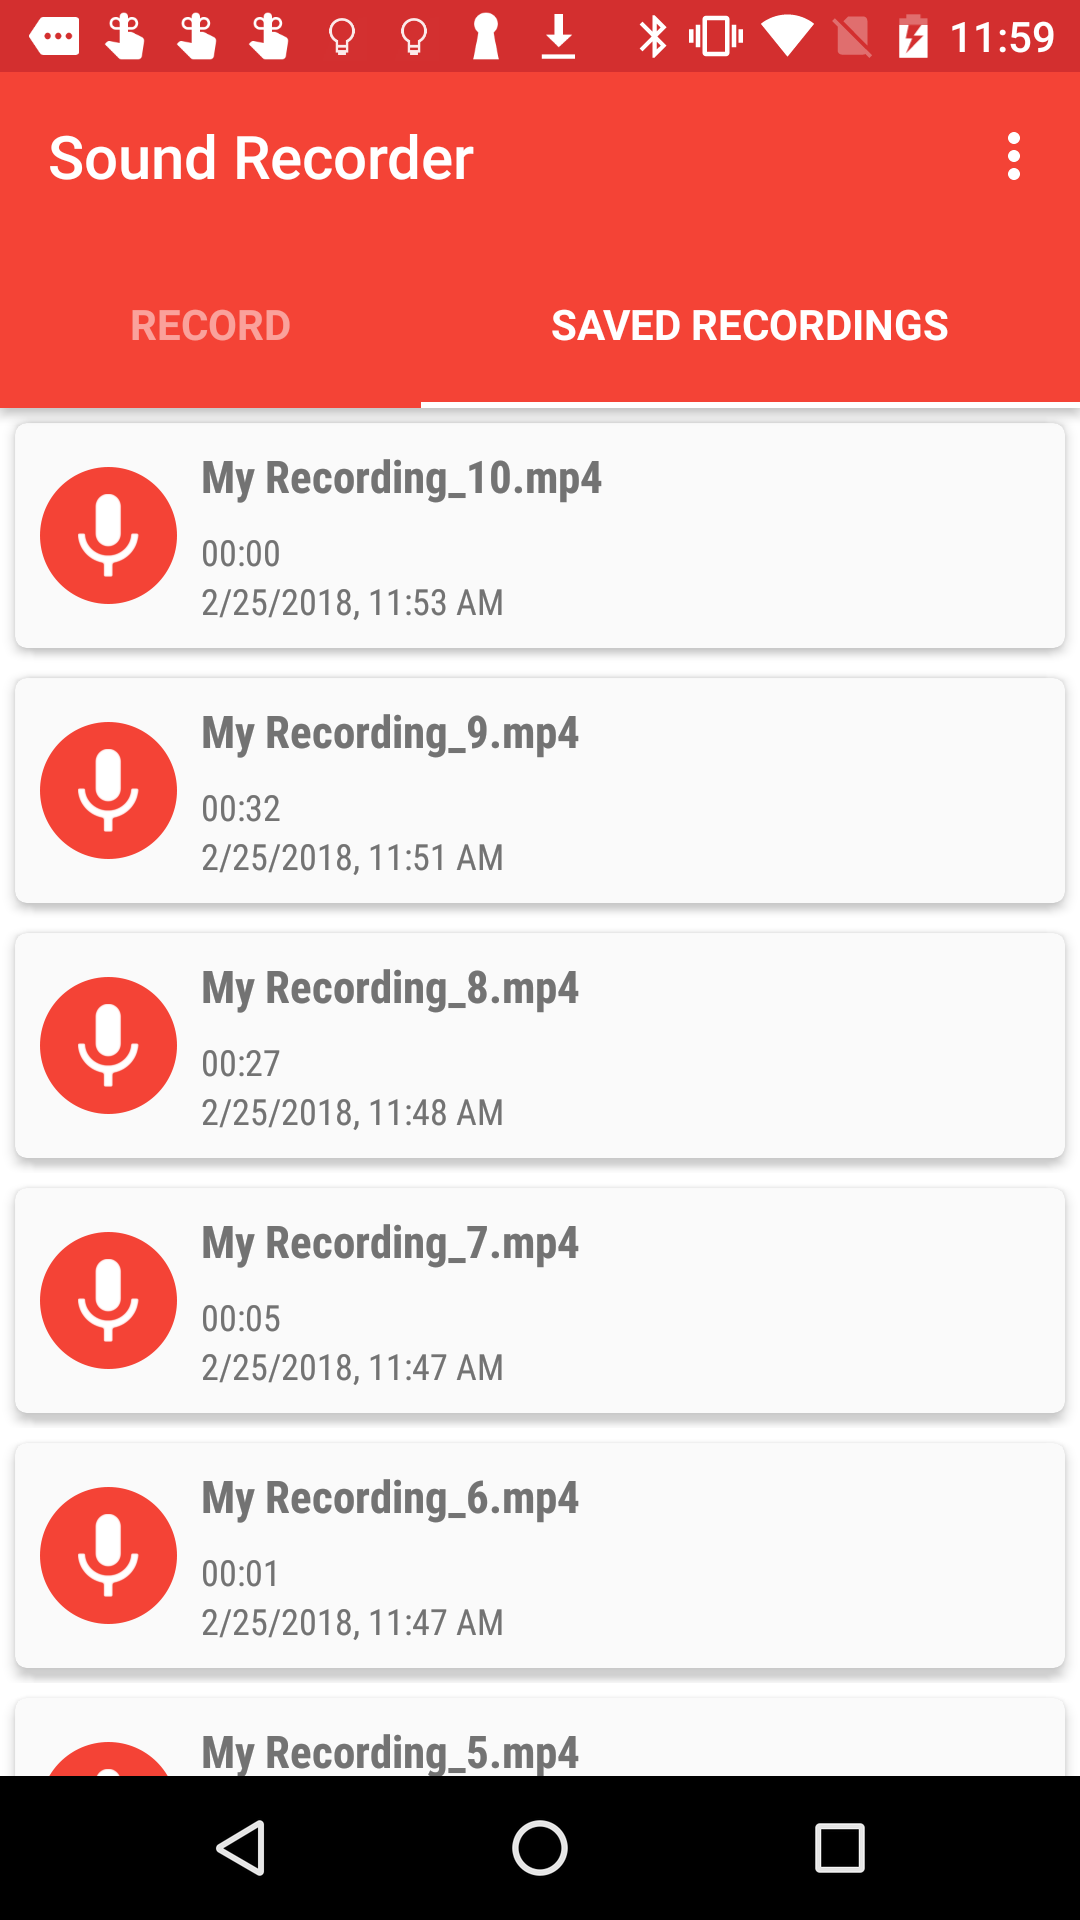 11:59
Sound Recorder
RECORD
SAVED RECORDINGS
My Recording_10.mp4
00:00
2/25/2018, 11:53 AM
My Recording_9.mp4
00:32
2/25/2018, 11:51 AM
My Recording_8.mp4
00:27
2/25/2018, 11:48 AM
My Recording_7.mp4
00:05
2/25/2018, 11:47 AM
My Recording_6.mp4
00:01
2/25/2018, 11:47 AM
My Recording_5.mp4